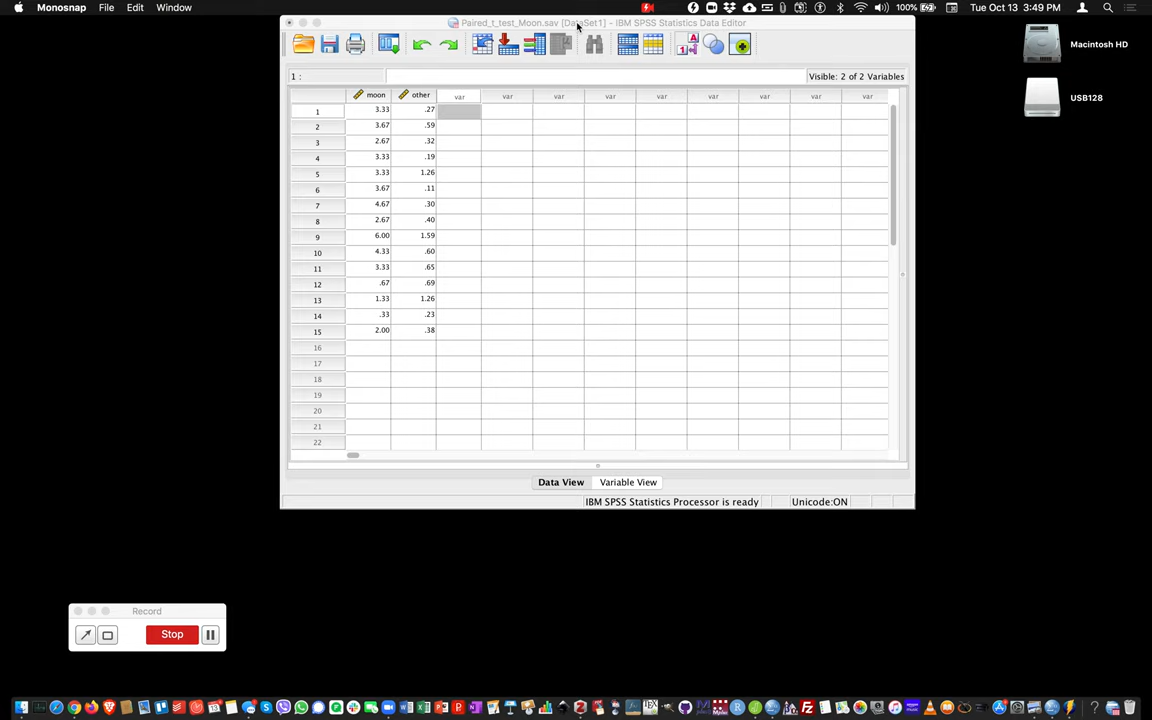 Monosnap File Edit Window 100% Tue Oct 13 3:49 PM
Paired_t_test_Moon.sav [DataSet1] - IBM SPSS Statistics Data Editor
Macintosh HD
1 : Visible: 2 of 2 Variables
USB128
moon other var var var var var var var var var
1 3.33 .27
2 3.67 .59
3 2.67 .32
4 3.33 .19
5 3.33 1.26
6 3.67 .11
7 4.67 .30
8 2.67 .40
9 6.00 1.59
10 4.33 .60
11 3.33 .65
12 .67 .69
13 1.33 1.26
14 .33 .23
15 2.00 .38
16
17
18
19
20
21
22
Data View Variable View
IBM SPSS Statistics Processor is ready Unicode:ON
Record
Stop